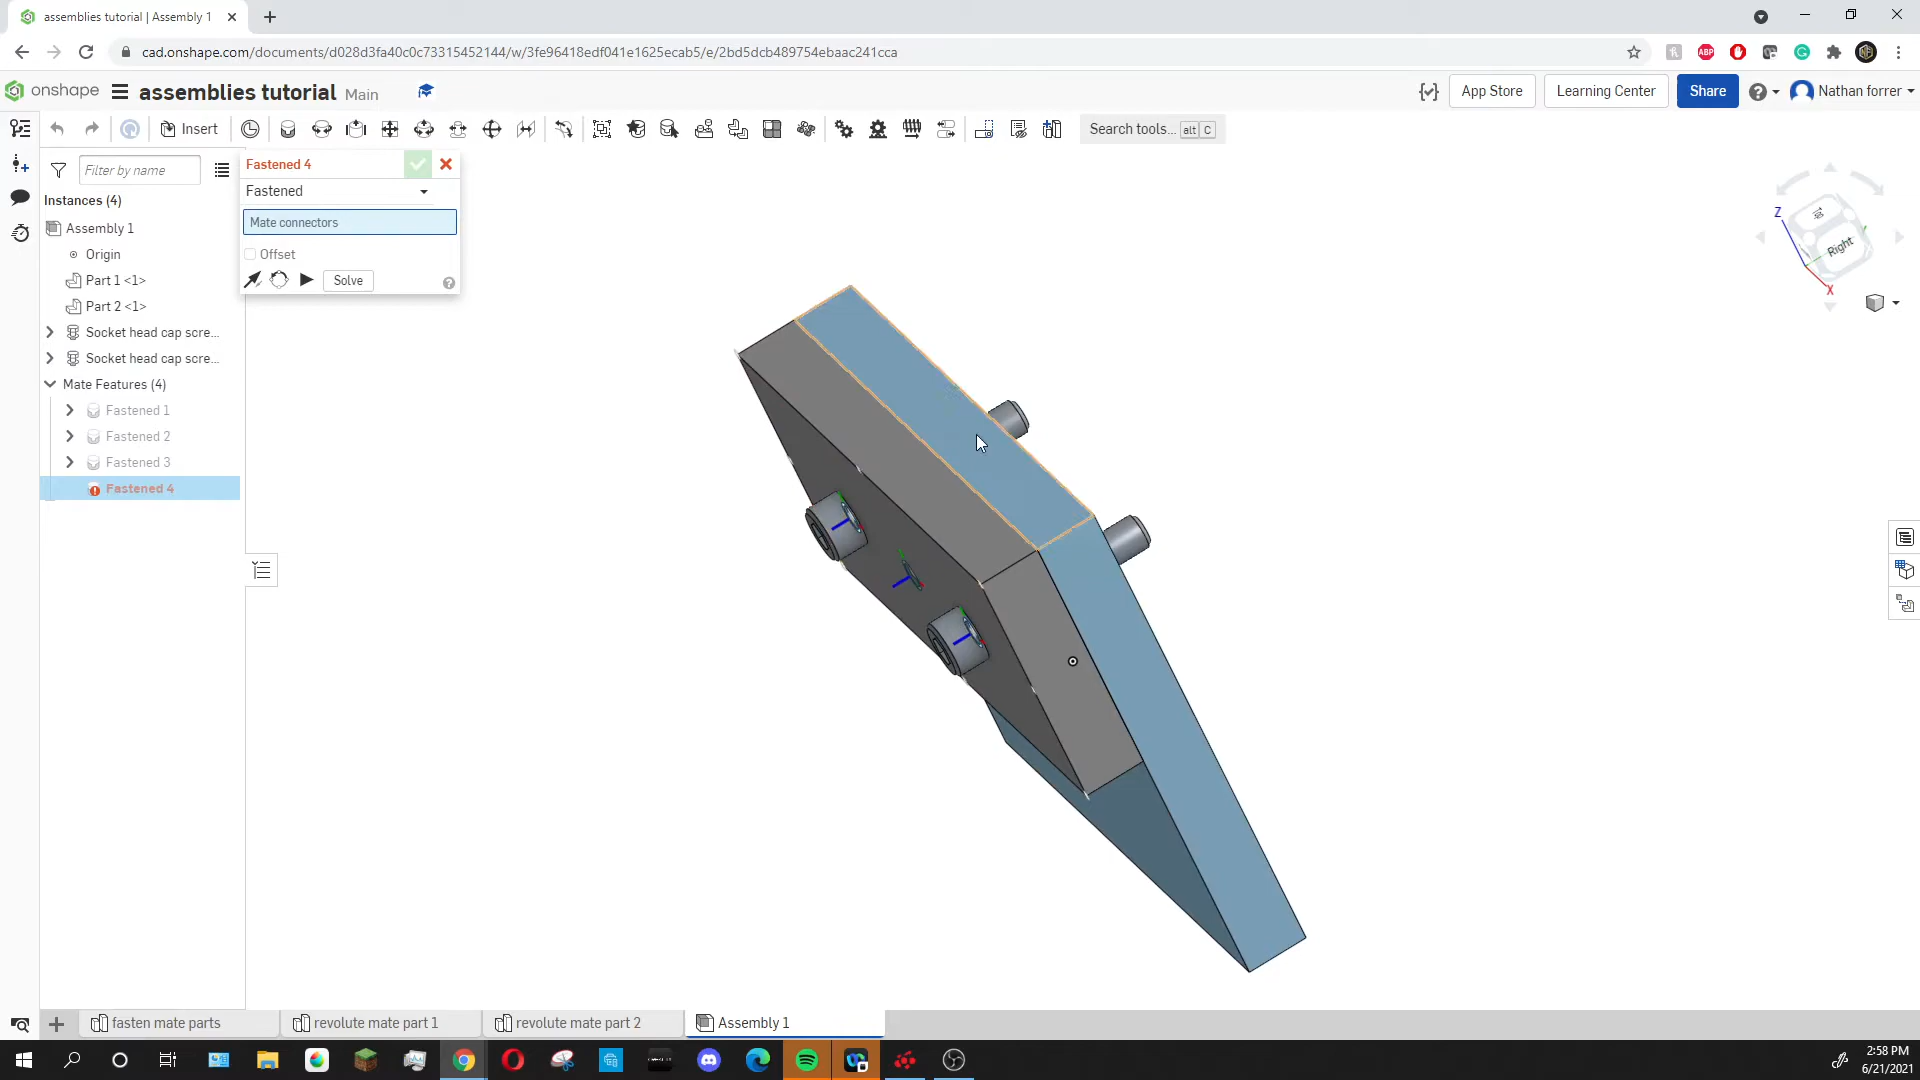 assemblies tutorial | Assembly 1
cad.onshape.com/documents/d028d3fa40c0c73315452144/w/3fe96418edf041e1625ecab5/e/2bd5dcb489754ebaac241cca
onshape
assemblies tutorial Main
App Store
Learning Center
Share
Nathan forrer
Insert
Search tools... alt C
Filter by name
Instances (4)
Assembly 1
Origin
Part 1 <1>
Part 2 <1>
Socket head cap scre...
Socket head cap scre...
Mate Features (4)
Fastened 1
Fastened 2
Fastened 3
Fastened 4
Fastened 4
Fastened
Mate connectors
Offset
Solve
Z
Right
X
fasten mate parts
revolute mate part 1
revolute mate part 2
Assembly 1
ABP
2:58 PM
6/21/2021